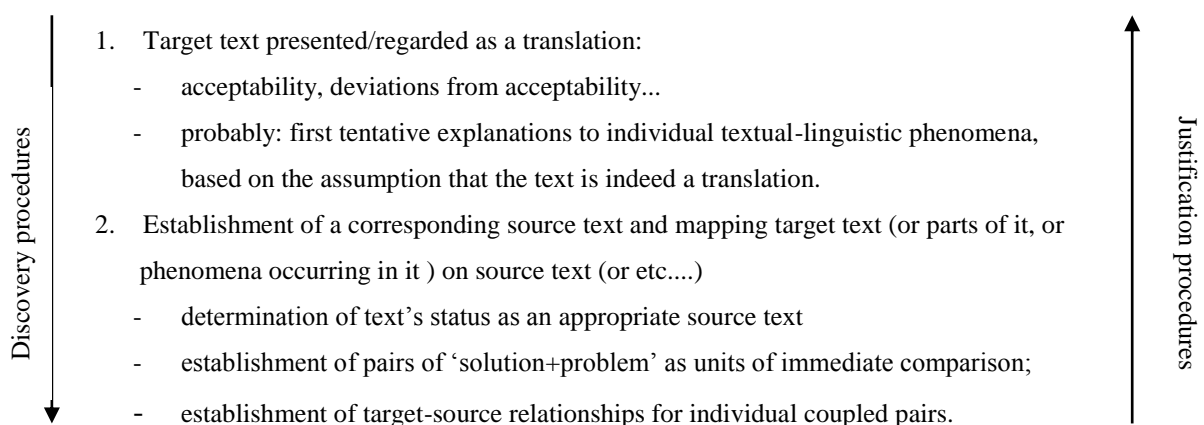 Discovery procedures
1. Target text presented/regarded as a translation:
- acceptability, deviations from acceptability...
- probably: first tentative explanations to individual textual-linguistic phenomena,
based on the assumption that the text is indeed a translation.
2. Establishment of a corresponding source text and mapping target text (or parts of it, or
phenomena occurring in it ) on source text (or etc....)
- determination of text’s status as an appropriate source text
- establishment of pairs of ‘solution+problem’ as units of immediate comparison;
- establishment of target-source relationships for individual coupled pairs.
Justification procedures